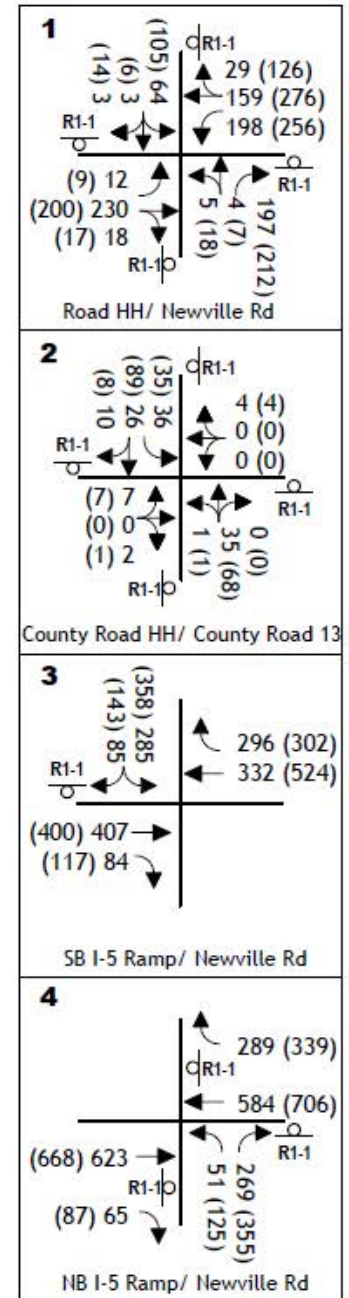 1
(14) 3
(6) 3
(105) 64
R1-1
29 (126)
159 (276)
198 (256)
R1-1
(9) 12
(200) 230
(17) 18
R1-1
5 (18)
4 (7)
197 (212)
R1-1
Road HH/ Newville Rd
2
(8) 10
(89) 26
(35) 36
R1-1
4 (4)
0 (0)
0 (0)
R1-1
(7) 7
(0) 0
(1) 2
R1-1
1 (1)
35 (68)
0 (0)
R1-1
County Road HH/ County Road 13
3
(143) 85
(358) 285
R1-1
296 (302)
332 (524)
(400) 407
(117) 84
SB I-5 Ramp/ Newville Rd
4
289 (339)
R1-1
584 (706)
(668) 623
(87) 65
R1-1
51 (125)
269 (355)
R1-1
NB I-5 Ramp/ Newville Rd